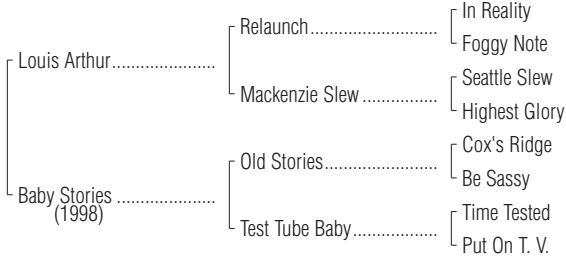 In Reality
Relaunch..............................
Foggy Note
Louis Arthur........................
Seattle Slew
Mackenzie Slew .................
Highest Glory
Cox's Ridge
Old Stories...........................
Be Sassy
Baby Stories .......................
(1998)
Time Tested
Test Tube Baby....................
Put On T. V.